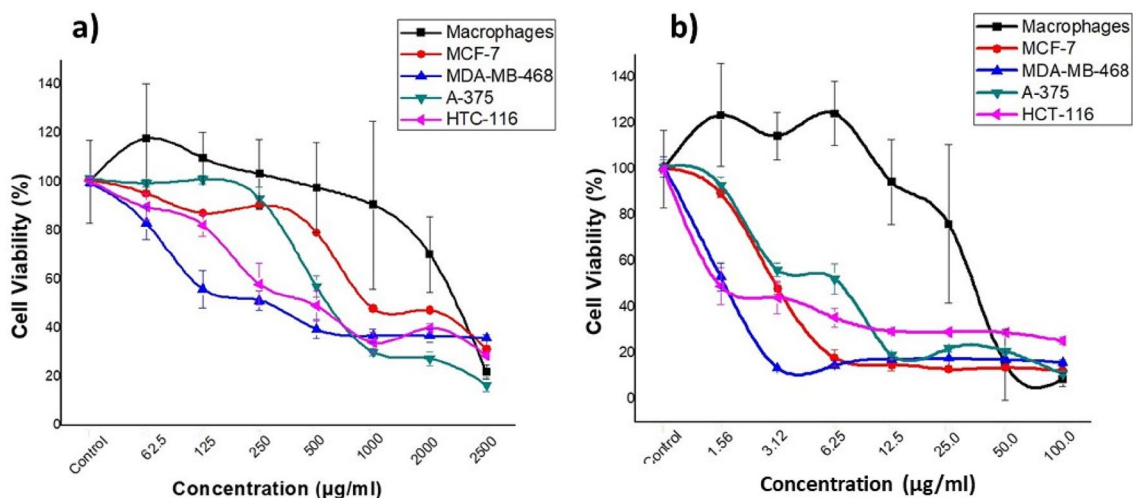 a)
Macrophages
MCF-7
MDA-MB-468
A-375
HTC-116
140
120
100
80
60
40
20
0
Cell Viability (%)
Control
62.5
125
250
500
1000
2000
2500
Concentration (µg/ml)
b)
Macrophages
MCF-7
MDA-MB-468
A-375
HCT-116
140
120
100
80
60
40
20
0
Cell Viability (%)
Control
1.56
3.12
6.25
12.5
25.0
50.0
100.0
Concentration (µg/ml)